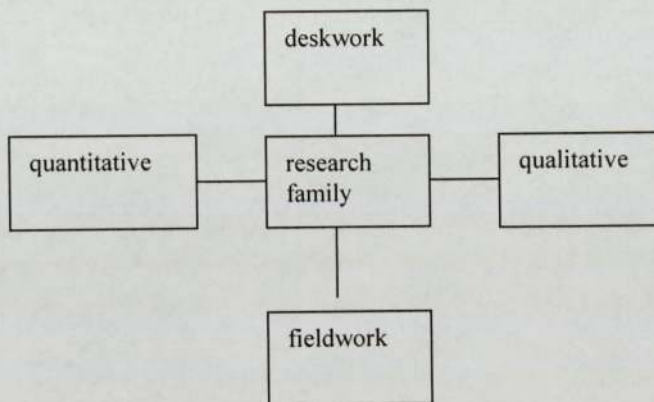 deskwork
quantitative
research
family
qualitative
fieldwork